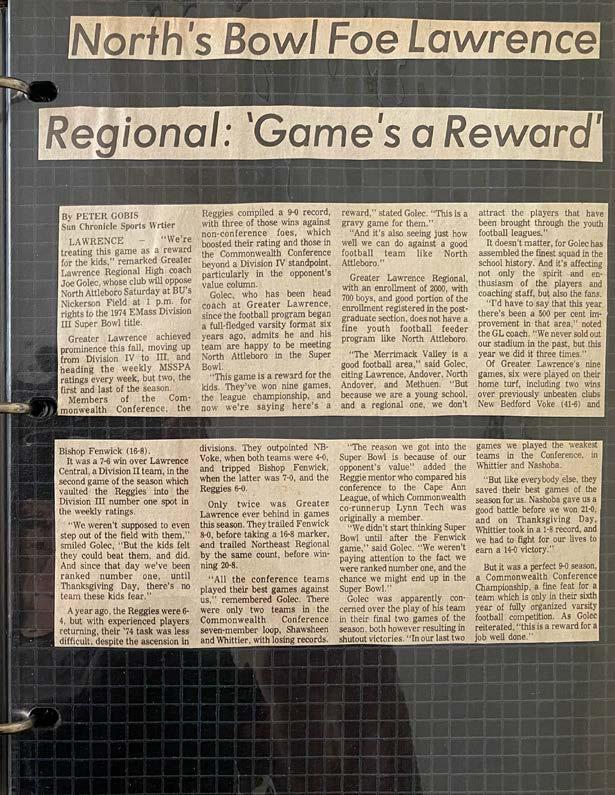 North's Bowl Foe Lawrence
Regional: 'Game's a Reward'
By PETER GOBIS
Sun Chronicle Sports Wrtier
LAWRENCE — "We're
treating this game as a reward
for the kids," remarked Greater
Lawrence Regional High coach
Joe Golec, whose club will oppose
North Attleboro Saturday at BU's
Nickerson Field at 1 p.m. for
rights to the 1974 EMass Division
III Super Bowl title.
Greater Lawrence achieved
prominence this fall, moving up
from Division IV to III, and
heading the weekly MSSPA
ratings every week, but two, the
first and last of the season.
Members of the Com-
monwealth Conference, the
Reggies compiled a 9-0 record,
with three of those wins against
non-conference foes, which
boosted their rating and those in
the Commonwealth Conference
beyond a Division IV standpoint,
particularly in the opponent's
value column.
Golec, who has been head
coach at Greater Lawrence,
since the football program began
a full-fledged varsity format six
years ago, admits he and his
team are happy to be meeting
North Attleboro in the Super
Bowl.
"This game is a reward for the
kids. They've won nine games,
the league championship, and
now we're saying here's a
reward," stated Golec. "This is a
gravy game for them."
"And it's also seeing just how
well we can do against a good
football team like North
Attleboro."
Greater Lawrence Regional,
with an enrollment of 2000, with
700 boys, and good portion of the
enrollment registered in the post-
graduate section, does not have a
fine youth football feeder
program like North Attleboro.
"The Merrimack Valley is a
good football area," said Golec,
citing Lawrence, Andover, North
Andover, and Methuen. "But
because we are a young school,
and a regional one, we don't
attract the players that have
been brought through the youth
football leagues."
It doesn't matter, for Golec has
assembled the finest squad in the
school history. And it's affecting
not only the spirit and en-
thusiasm of the players and
coaching staff, but also the fans.
"I'd have to say that this year
there's been a 500 per cent im-
provement in that area," noted
the GL coach. "We never sold out
our stadium in the past, but this
year we did it three times."
Of Greater Lawrence's nine
games, six were played on their
home turf, including two wins
over previously unbeaten clubs
New Bedford Voke (41-6) and
Bishop Fenwick (16-8).
It was a 7-6 win over Lawrence
Central, a Division II team, in the
second game of the season which
vaulted the Reggies into the
Division III number one spot in
the weekly ratings.
"We weren't supposed to even
step out of the field with them,"
smiled Golec, "But the kids felt
they could beat them, and did.
And since that day we've been
ranked number one, until
Thanksgiving Day, there's no
team these kids fear."
A year ago, the Reggies were 6-
4, but with experienced players
returning, their '74 task was less
difficult, despite the ascension in
divisions. They outpointed NB-
Voke, when both teams were 4-0,
and tripped Bishop Fenwick,
when the latter was 7-0, and the
Reggies 6-0.
Only twice was Greater
Lawrence ever behind in games
this season. They trailed Fenwick
8-0, before taking a 16-8 marker,
and trailed Northeast Regional
by the same count, before win-
ning 20-8.
"All the conference teams
played their best games against
us," remembered Golec. There
were only two teams in the
Commonwealth Conference
seven-member loop, Shawsheen
and Whittier, with losing records.
"The reason we got into the
Super Bowl is because of our
opponent's value" added the
Reggie mentor who compared his
conference to the Cape Ann
League, of which Commonwealth
co-runnerup Lynn Tech was
originally a member.
"We didn't start thinking Super
Bowl until after the Fenwick
game," said Golec. "We weren't
paying attention to the fact we
were ranked number one, and the
chance we might end up in the
Super Bowl."
Golec was apparently con-
cerned over the play of his team
in their final two games of the
season, both however resulting in
shutout victories. "In our last two
games we played the weakest
teams in the Conference, in
Whittier and Nashoba.
"But like everybody else, they
saved their best games of the
season for us. Nashoba gave us a
good battle before we won 21-0,
and on Thanksgiving Day,
Whittier took in a 1-8 record, and
we had to fight for our lives to
earn a 14-0 victory."
But it was a perfect 9-0 season,
a Commonwealth Conference
Championship, a fine feat for a
team which is only in their sixth
year of fully organized varsity
football competition. As Golec
reiterated, "this is a reward for a
job well done."